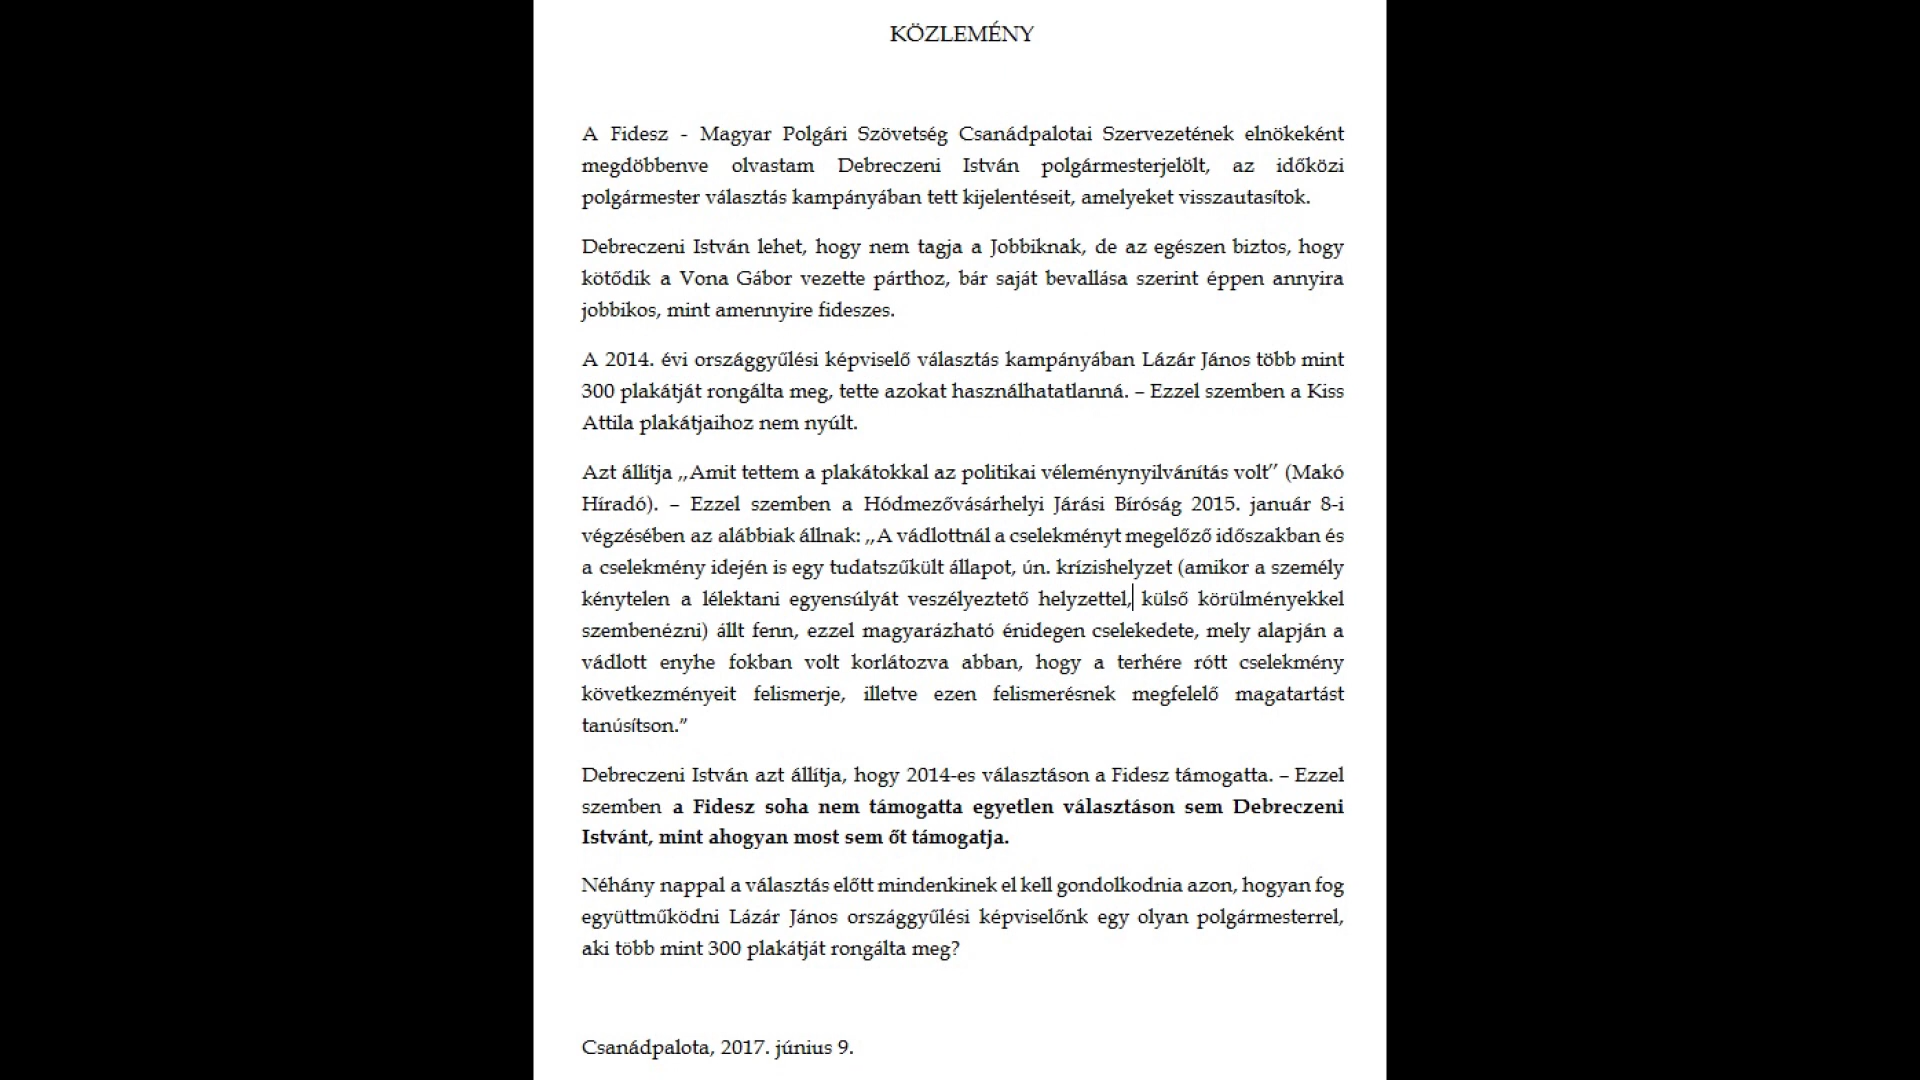 KÖZLEMÉNY
A Fidesz - Magyar Polgári Szövetség Csanádpalotai Szervezetének elnökeként
megdöbbenve olvastam Debreczeni István polgármesterjelölt, az időközi
polgármester választás kampányában tett kijelentéseit, amelyeket visszautasítok.
Debreczeni István lehet, hogy nem tagja a Jobbiknak, de az egészen biztos, hogy
kötődik a Vona Gábor vezette párthoz, bár saját bevallása szerint éppen annyira
jobbikos, mint amennyire fideszes.
A 2014. évi országgyűlési képviselő választás kampányában Lázár János több mint
300 plakátját rongálta meg, tette azokat használhatatlanná. – Ezzel szemben a Kiss
Attila plakátjaihoz nem nyúlt.
Azt állítja „Amit tettem a plakátokkal az politikai véleménynyilvánítás volt” (Makó
Híradó). – Ezzel szemben a Hódmezővásárhelyi Járási Bíróság 2015. január 8-i
végzésében az alábbiak állnak: „A vádlottnál a cselekményt megelőző időszakban és
a cselekmény idején is egy tudatszűkült állapot, ún. krízishelyzet (amikor a személy
kénytelen a lélektani egyensúlyát veszélyeztető helyzettel, külső körülményekkel
szembenézni) állt fenn, ezzel magyarázható énidegen cselekedete, mely alapján a
vádlott enyhe fokban volt korlátozva abban, hogy a terhére rótt cselekmény
következményeit felismerje, illetve ezen felismerésnek megfelelő magatartást
tanúsítson.”
Debreczeni István azt állítja, hogy 2014-es választáson a Fidesz támogatta. – Ezzel
szemben a Fidesz soha nem támogatta egyetlen választáson sem Debreczeni
Istvánt, mint ahogyan most sem őt támogatja.
Néhány nappal a választás előtt mindenkinek el kell gondolkodnia azon, hogyan fog
együttműködni Lázár János országgyűlési képviselőnk egy olyan polgármesterrel,
aki több mint 300 plakátját rongálta meg?
Csanádpalota, 2017. június 9.